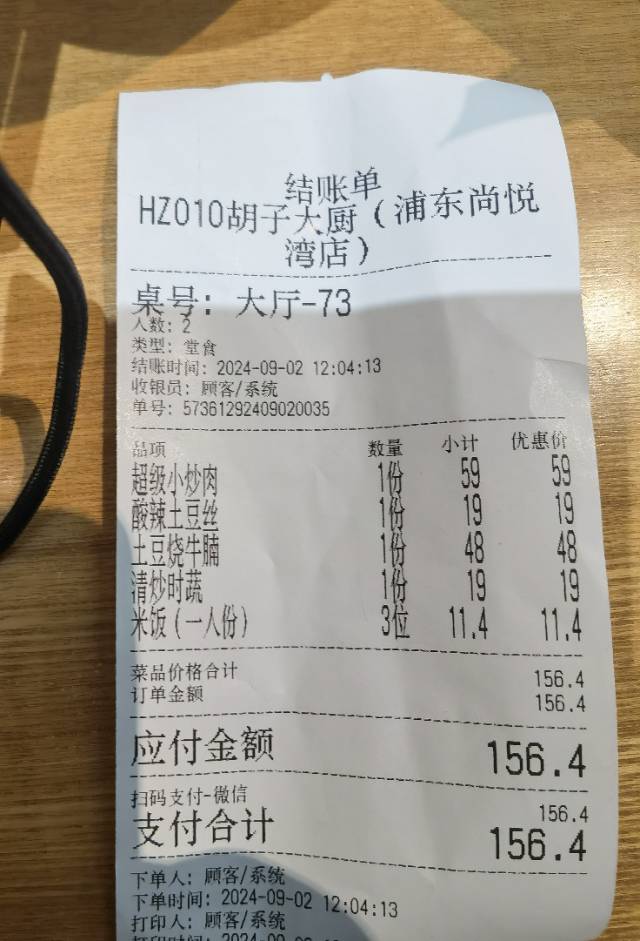 结账单
HZ010胡子大厨（浦东尚悦
湾店）
桌号：大厅-73
人数：2
类型：堂食
结账时间：2024-09-02 12:04:13
收银员：顾客/系统
单号：57361292409020035
品项 数量 小计 优惠价
超级小炒肉 1份 59 59
酸辣土豆丝 1份 19 19
土豆烧牛腩 1份 48 48
清炒时蔬 1份 19 19
米饭（一人份） 3位 11.4 11.4
菜品价格合计 156.4
订单金额 156.4
应付金额 156.4
扫码支付-微信 156.4
支付合计 156.4
下单人：顾客/系统
下单时间：2024-09-02 12:04:13
打印人：顾客/系统
打印时间：2024-09-02